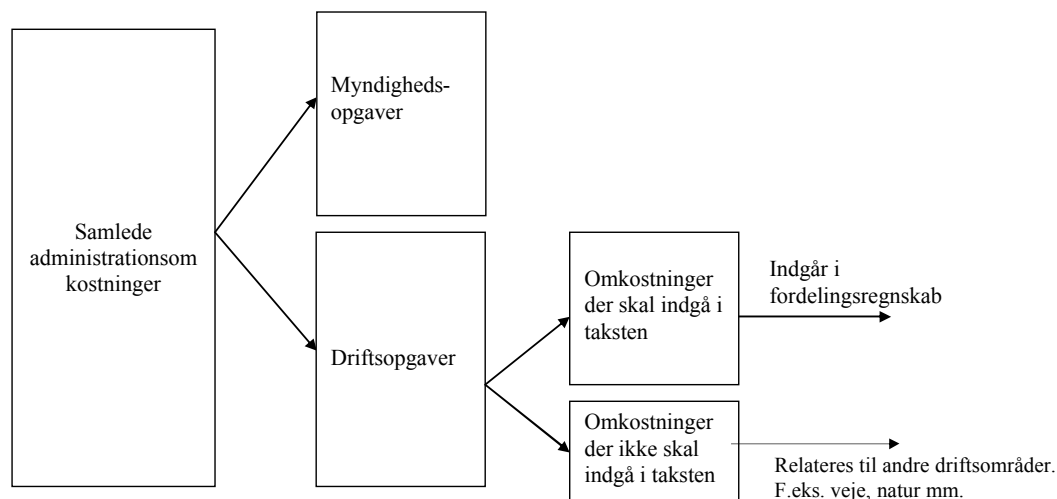 Samlede
administrationsom
kostninger
Myndigheds-
opgaver
Driftsopgaver
Omkostninger
der skal indgå i
taksten
Indgår i
fordelingsregnskab
Omkostninger
der ikke skal
indgå i taksten
Relateres til andre driftsområder.
F.eks. veje, natur mm.